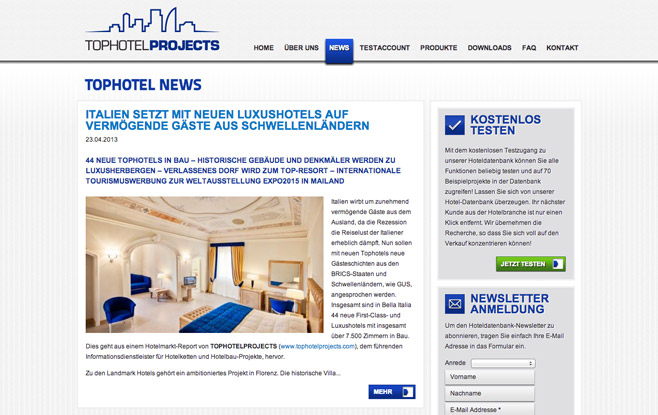 TOPHOTELPROJECTS
HOME ÜBER UNS NEWS TESTACCOUNT PRODUKTE DOWNLOADS FAQ KONTAKT
TOPHOTEL NEWS
ITALIEN SETZT MIT NEUEN LUXUSHOTELS AUF
VERMÖGENDE GÄSTE AUS SCHWELLENLÄNDERN
23.04.2013
44 NEUE TOPHOTELS IN BAU – HISTORISCHE GEBÄUDE UND DENKMÄLER WERDEN ZU
LUXUSHERBERGEN – VERLASSENES DORF WIRD ZUM TOP-RESORT – INTERNATIONALE
TOURISMUSWERBUNG ZUR WELTAUSSTELLUNG EXPO2015 IN MAILAND
Italien wirbt um zunehmend
vermögende Gäste aus dem
Ausland, da die Rezession
die Reiselust der Italiener
erheblich dämpft. Nun sollen
mit neuen Tophotels neue
Gästeschichten aus den
BRICS-Staaten und
Schwellenländern, wie GUS,
angesprochen werden.
Insgesamt sind in Bella Italia
44 neue First-Class- und
Luxushotels mit insgesamt
über 7.500 Zimmern in Bau.
Dies geht aus einem Hotelmarkt-Report von TOPHOTELPROJECTS (www.tophotelprojects.com), dem führenden
Informationsdienstleister für Hotelketten und Hotelbau-Projekte, hervor.
Zu den Landmark Hotels gehört ein ambitioniertes Projekt in Florenz. Die historische Villa...
MEHR
KOSTENLOS
TESTEN
Mit dem kostenlosen Testzugang zu
unserer Hoteldatenbank können Sie alle
Funktionen beliebig testen und auf 70
Beispielprojekte in der Datenbank
zugreifen! Lassen Sie sich von unserer
Hotel-Datenbank überzeugen. Ihr nächster
Kunde aus der Hotelbranche ist nur einen
Klick entfernt. Wir übernehmen die
Recherche, so dass Sie sich voll auf den
Verkauf konzentrieren können!
JETZT TESTEN
NEWSLETTER
ANMELDUNG
Um den Hoteldatenbank-Newsletter zu
abonnieren, tragen Sie einfach Ihre E-Mail
Adresse in das Formular ein.
Anrede
Vorname
Nachname
E-Mail Addresse *